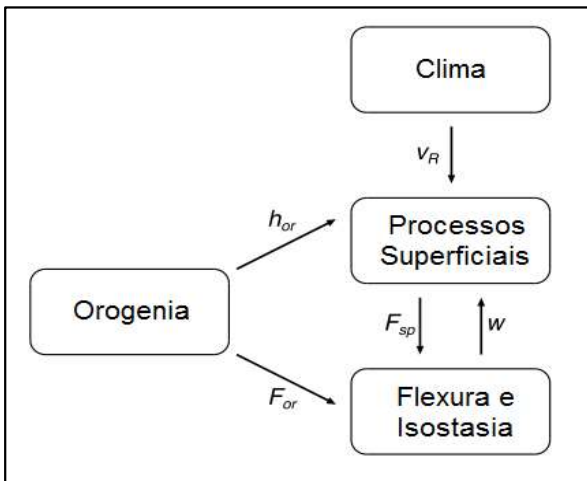 Clima
v_R
h_or
Processos
Superficiais
Orogenia
F_sp
w
F_or
Flexura e
Isostasia